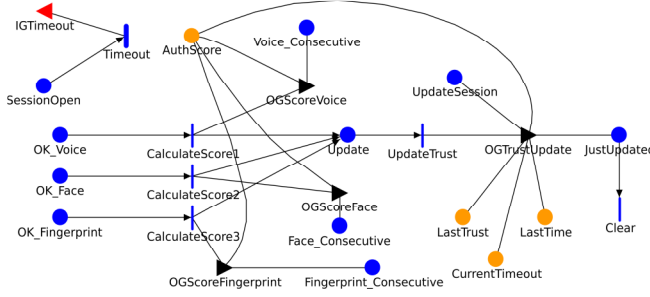 IGTimeout
Timeout
AuthScore
Voice_Consecutive
SessionOpen
OGScoreVoice
UpdateSession
OK_Voice
CalculateScore1
Update
UpdateTrust
OGTrustUpdate
JustUpdated
OK_Face
CalculateScore2
OGScoreFace
OK_Fingerprint
CalculateScore3
Face_Consecutive
LastTrust
LastTime
Clear
CurrentTimeout
OGScoreFingerprint
Fingerprint_Consecutive